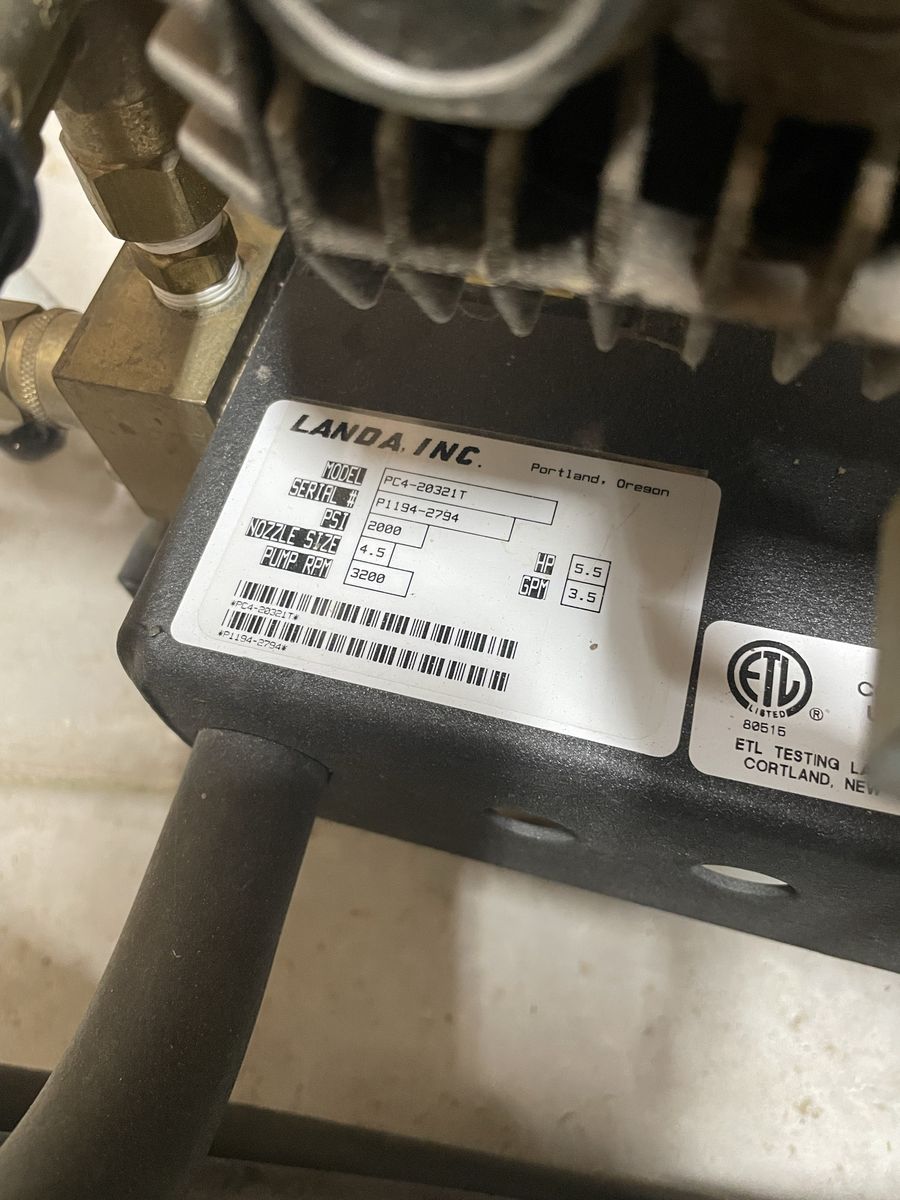 LANDA, INC.
Portland, Oregon
MODEL PC4-20321T
SERIAL # P1194-2794
PSI 2000
NOZZLE SIZE 4.5
PUMP RPM 3200
HP 5.5
GPM 3.5
*PC4-20321T*
*P1194-2794*
ETL
LISTED
®
80515
ETL TESTING
CORTLAND, NEW